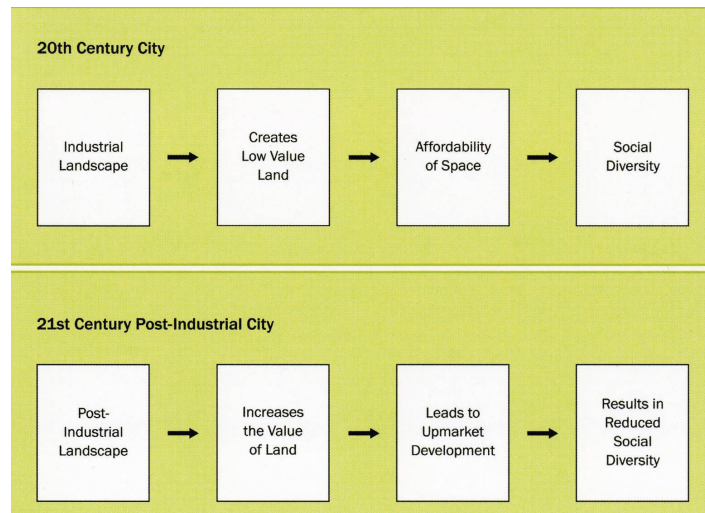 20th Century City
Industrial
Landscape
Creates
Low Value
Land
Affordability
of Space
Social
Diversity
21st Century Post-Industrial City
Post-
Industrial
Landscape
Increases
the Value
of Land
Leads to
Upmarket
Development
Results in
Reduced
Social
Diversity